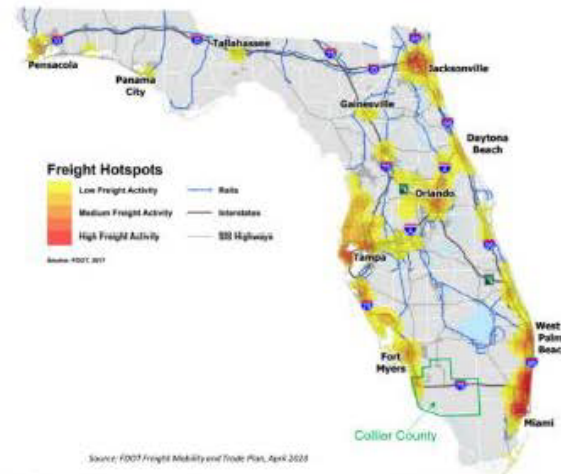 Tallahassee
Pensacola
Panama
City
Jacksonville
Gainesville
Daytona
Beach
Freight Hotspots
Low Freight Activity
Rails
Medium Freight Activity
Interstates
High Freight Activity
SIS Highways
Source: FDOT, 2017
Orlando
Tampa
West
Palm
Beach
Fort
Myers
Miami
Collier County
Source: FDOT Freight Mobility and Trade Plan, April 2020